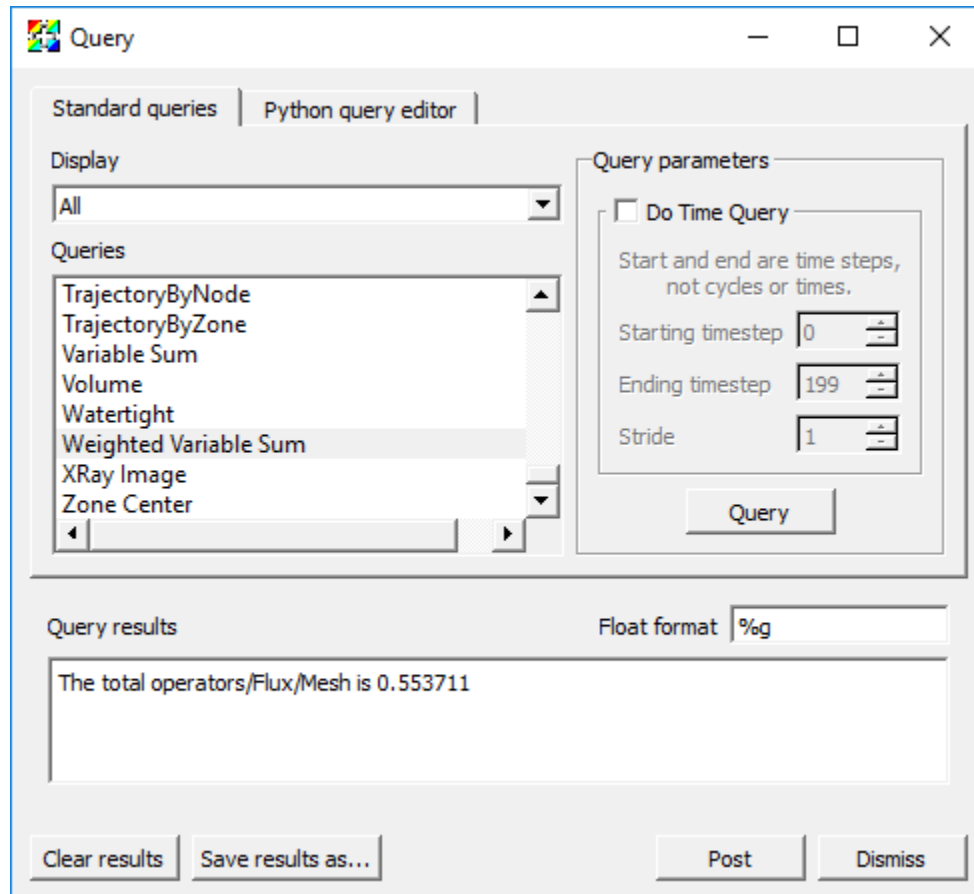 Query
Standard queries
Python query editor
Display
All
Queries
TrajectoryByNode
TrajectoryByZone
Variable Sum
Volume
Watertight
Weighted Variable Sum
XRay Image
Zone Center
Query parameters
Do Time Query
Start and end are time steps,
not cycles or times.
Starting timestep 0
Ending timestep 199
Stride 1
Query
Query results
Float format %g
The total operators/Flux/Mesh is 0.553711
Clear results
Save results as...
Post
Dismiss